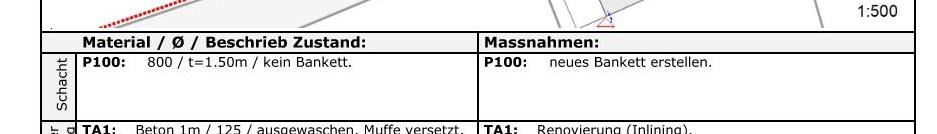 1:500
Material / Ø / Beschrieb Zustand: Massnahmen:
Schacht
P100: 800 / t=1.50m / kein Bankett. P100: neues Bankett erstellen.
TA1: Beton 1m / 125 / ausgewaschen, Muffe versetzt. TA1: Renovierung (Inlining).